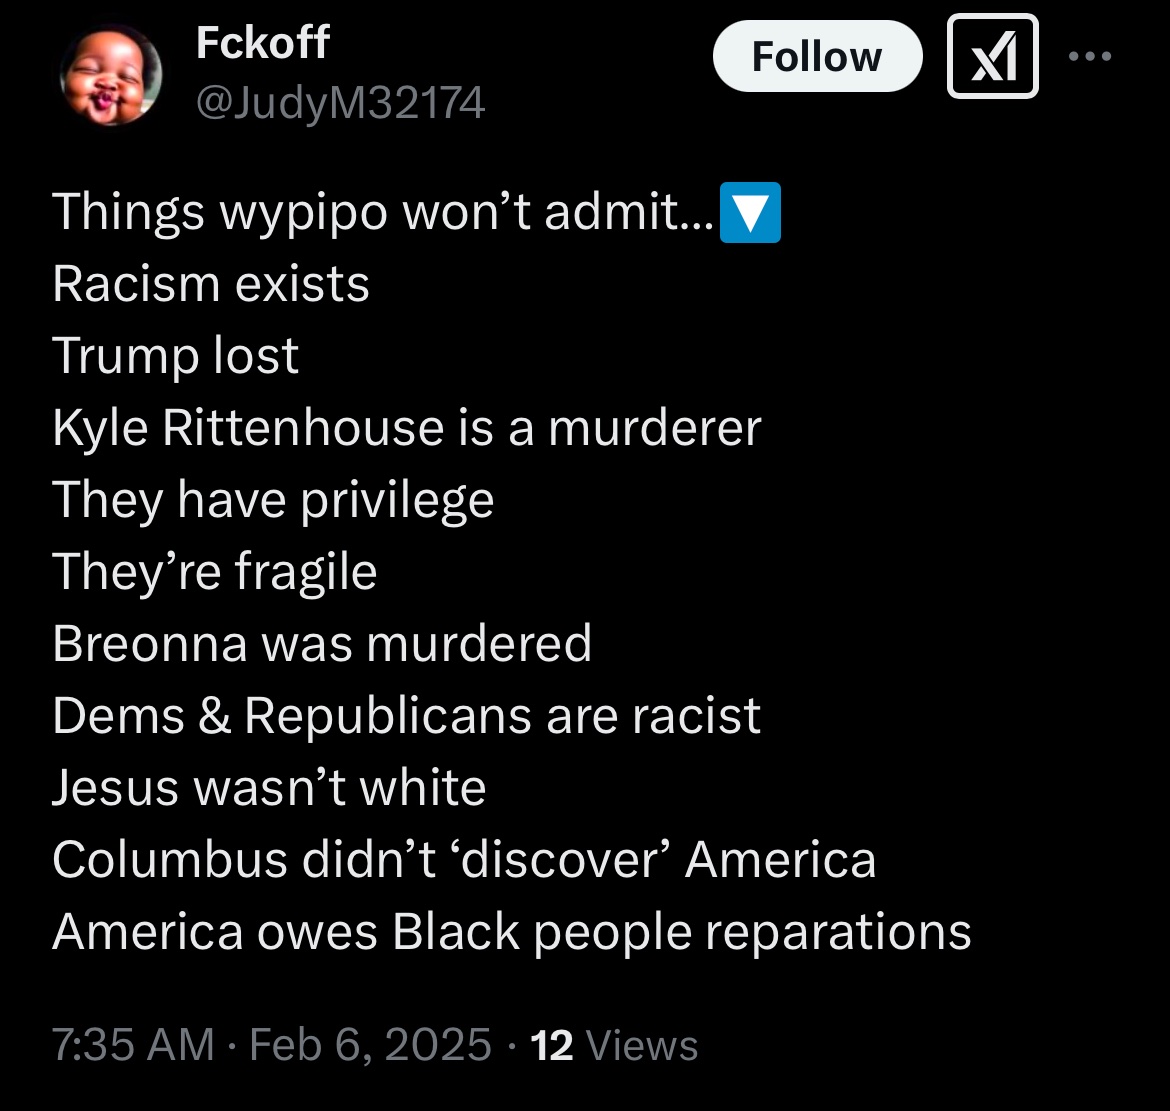 Fckoff
@JudyM32174
Follow
Things wypipo won’t admit...🔽
Racism exists
Trump lost
Kyle Rittenhouse is a murderer
They have privilege
They’re fragile
Breonna was murdered
Dems & Republicans are racist
Jesus wasn’t white
Columbus didn’t ‘discover’ America
America owes Black people reparations
7:35 AM · Feb 6, 2025 · 12 Views